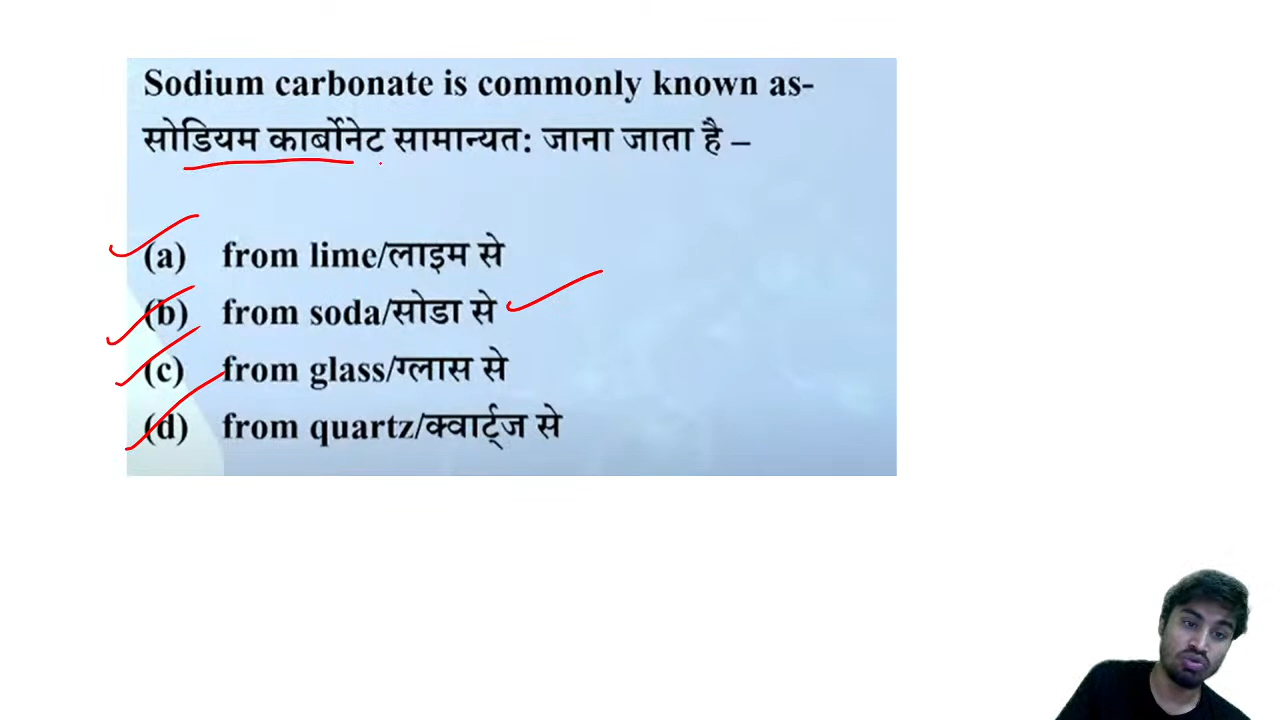 Sodium carbonate is commonly known as-
सोडियम कार्बोनेट सामान्यत: जाना जाता है –
(a) from lime/लाइम से
(b) from soda/सोडा से
(c) from glass/ग्लास से
(d) from quartz/क्वार्ट्ज से